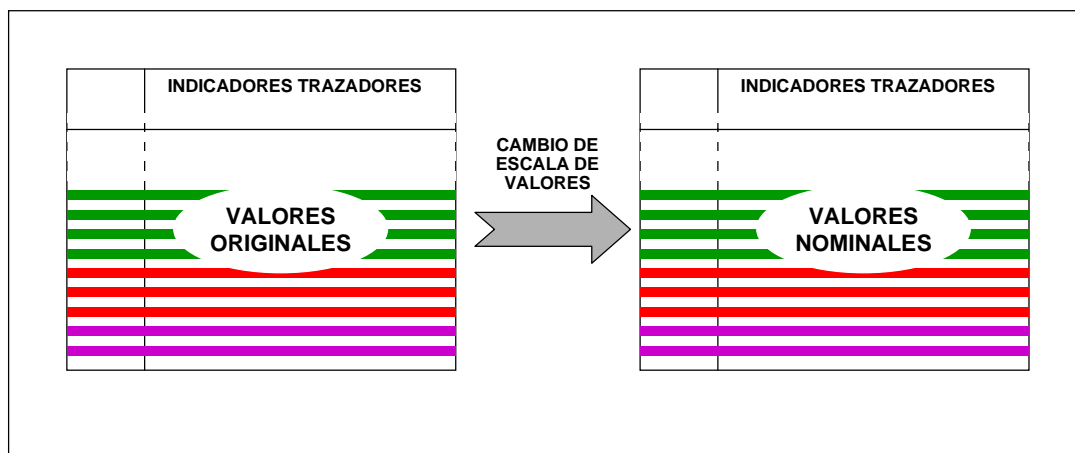 INDICADORES TRAZADORES
VALORES
ORIGINALES
CAMBIO DE
ESCALA DE
VALORES
INDICADORES TRAZADORES
VALORES
NOMINALES